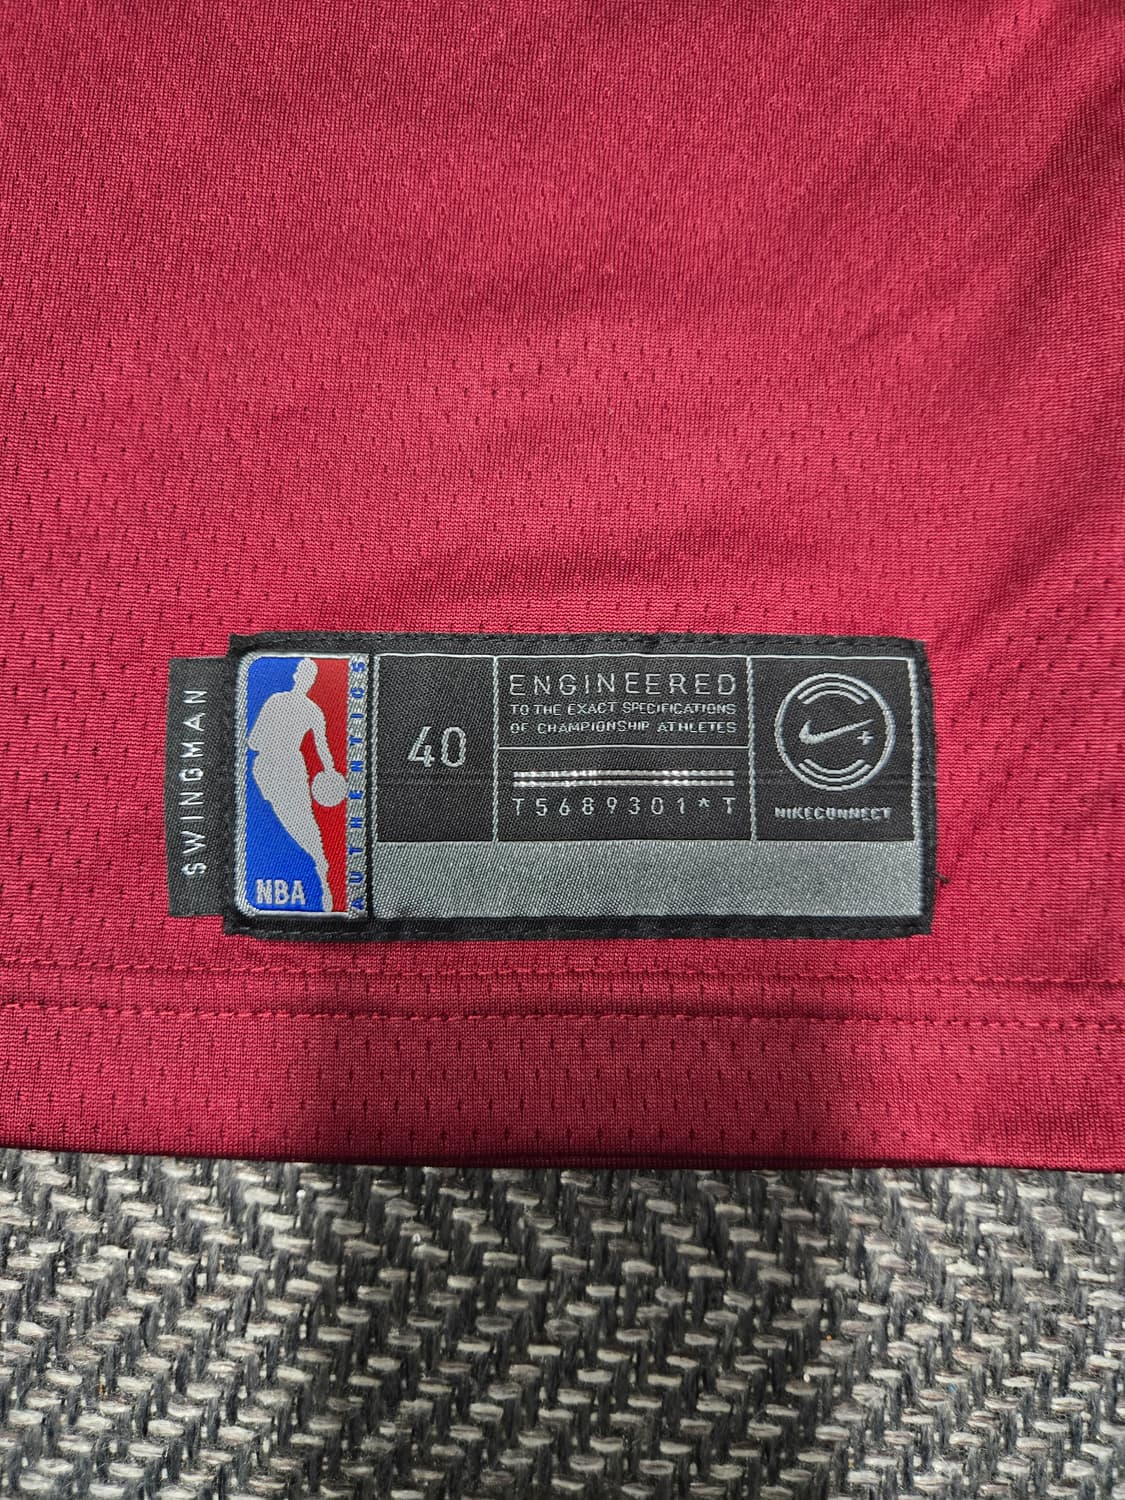 SWINGMAN
NBA
AUTHENTICS
40
ENGINEERED
TO THE EXACT SPECIFICATIONS
OF CHAMPIONSHIP ATHLETES
T5689301*T
NIKECONNECT